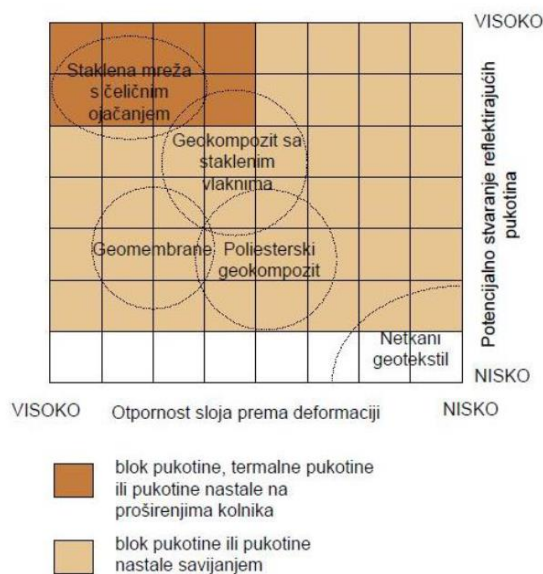 VISOKO
Staklena mreža
s čeličnim
ojačanjem
Geokompozit sa
staklenim
vlaknima
Geomembrane
Poliesterski
geokompozit
Netkani
geotekstil
Potencijalno stvaranje reflektirajućih
pukotina
NISKO
VISOKO
Otpornost sloja prema deformaciji
NISKO
blok pukotine, termalne pukotine
ili pukotine nastale na
proširenjima kolnika
blok pukotine ili pukotine
nastale savijanjem